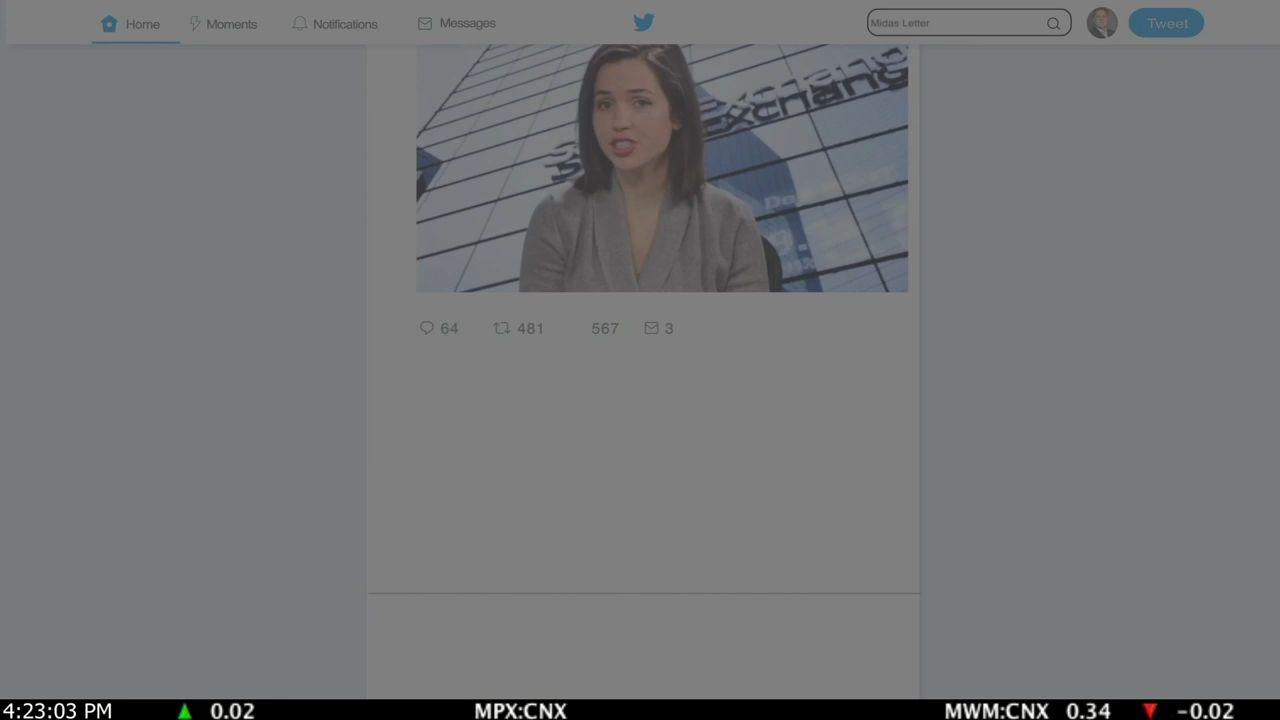 Home Moments Notifications Messages Midas Letter Tweet
exchang
64 481 567 3
4:23:03 PM 0.02 MPX:CNX MWM:CNX 0.34 -0.02